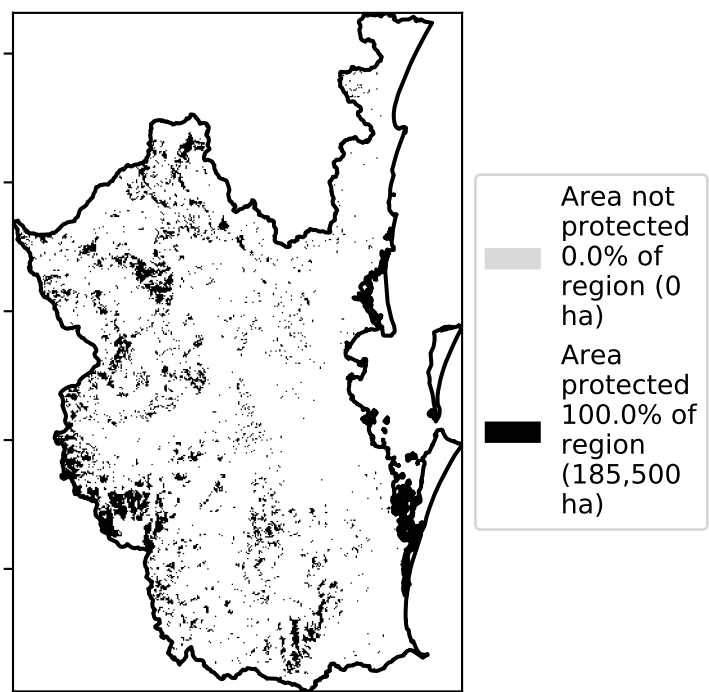 Area not
protected
0.0% of
region (0
ha)
Area
protected
100.0% of
region
(185,500
ha)